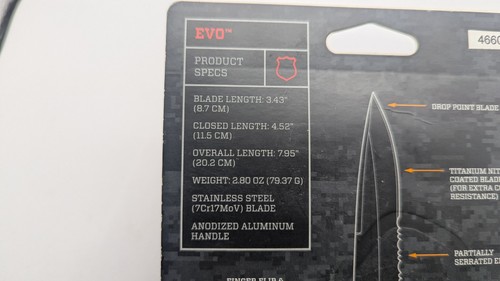 EVO™
PRODUCT
SPECS
BLADE LENGTH: 3.43"
(8.7 CM)
CLOSED LENGTH: 4.52"
(11.5 CM)
OVERALL LENGTH: 7.95"
(20.2 CM)
WEIGHT: 2.80 OZ (79.37 G)
STAINLESS STEEL
(7Cr17MoV) BLADE
ANODIZED ALUMINUM
HANDLE
4660
DROP POINT BLADE
TITANIUM NIT
COATED BLAD
(FOR EXTRA C
RESISTANCE)
PARTIALLY
SERRATED E
FINGER FLIP &